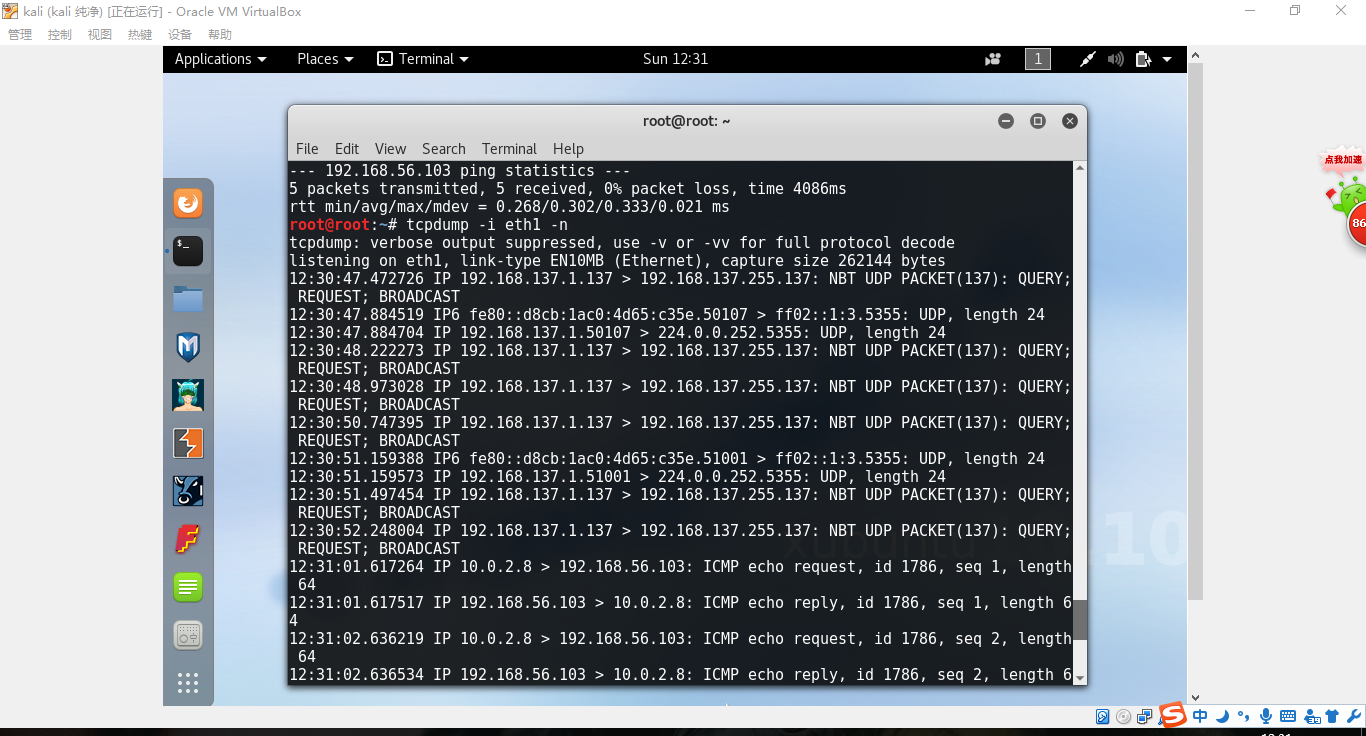 kali (kali 纯净) [正在运行] - Oracle VM VirtualBox
管理 控制 视图 热键 设备 帮助
Applications Places Terminal Sun 12:31 1
root@root: ~
File Edit View Search Terminal Help
--- 192.168.56.103 ping statistics ---
5 packets transmitted, 5 received, 0% packet loss, time 4086ms
rtt min/avg/max/mdev = 0.268/0.302/0.333/0.021 ms
root@root:~# tcpdump -i eth1 -n
tcpdump: verbose output suppressed, use -v or -vv for full protocol decode
listening on eth1, link-type EN10MB (Ethernet), capture size 262144 bytes
12:30:47.472726 IP 192.168.137.1.137 > 192.168.137.255.137: NBT UDP PACKET(137): QUERY;
REQUEST; BROADCAST
12:30:47.884519 IP6 fe80::d8cb:1ac0:4d65:c35e.50107 > ff02::1:3.5355: UDP, length 24
12:30:47.884704 IP 192.168.137.1.50107 > 224.0.0.252.5355: UDP, length 24
12:30:48.222273 IP 192.168.137.1.137 > 192.168.137.255.137: NBT UDP PACKET(137): QUERY;
REQUEST; BROADCAST
12:30:48.973028 IP 192.168.137.1.137 > 192.168.137.255.137: NBT UDP PACKET(137): QUERY;
REQUEST; BROADCAST
12:30:50.747395 IP 192.168.137.1.137 > 192.168.137.255.137: NBT UDP PACKET(137): QUERY;
REQUEST; BROADCAST
12:30:51.159388 IP6 fe80::d8cb:1ac0:4d65:c35e.51001 > ff02::1:3.5355: UDP, length 24
12:30:51.159573 IP 192.168.137.1.51001 > 224.0.0.252.5355: UDP, length 24
12:30:51.497454 IP 192.168.137.1.137 > 192.168.137.255.137: NBT UDP PACKET(137): QUERY;
REQUEST; BROADCAST
12:30:52.248004 IP 192.168.137.1.137 > 192.168.137.255.137: NBT UDP PACKET(137): QUERY;
REQUEST; BROADCAST
12:31:01.617264 IP 10.0.2.8 > 192.168.56.103: ICMP echo request, id 1786, seq 1, length
64
12:31:01.617517 IP 192.168.56.103 > 10.0.2.8: ICMP echo reply, id 1786, seq 1, length 6
4
12:31:02.636219 IP 10.0.2.8 > 192.168.56.103: ICMP echo request, id 1786, seq 2, length
64
12:31:02.636534 IP 192.168.56.103 > 10.0.2.8: ICMP echo reply, id 1786, seq 2, length 6
点我加速
86
中